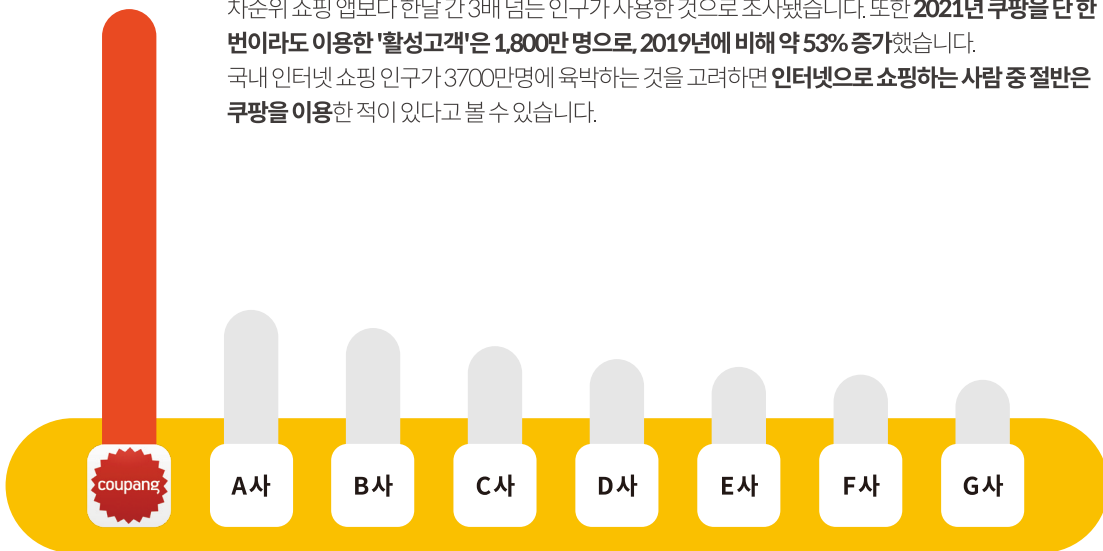 차순위 쇼핑 앱보다 한달 간 3배 넘는 인구가 사용한 것으로 조사됐습니다. 또한 2021년 쿠팡을 단 한
번이라도 이용한 '활성고객'은 1,800만 명으로, 2019년에 비해 약 53% 증가했습니다.
국내 인터넷 쇼핑 인구가 3700만명에 육박하는 것을 고려하면 인터넷으로 쇼핑하는 사람 중 절반은
쿠팡을 이용한 적이 있다고 볼 수 있습니다.
coupang
A사
B사
C사
D사
E사
F사
G사